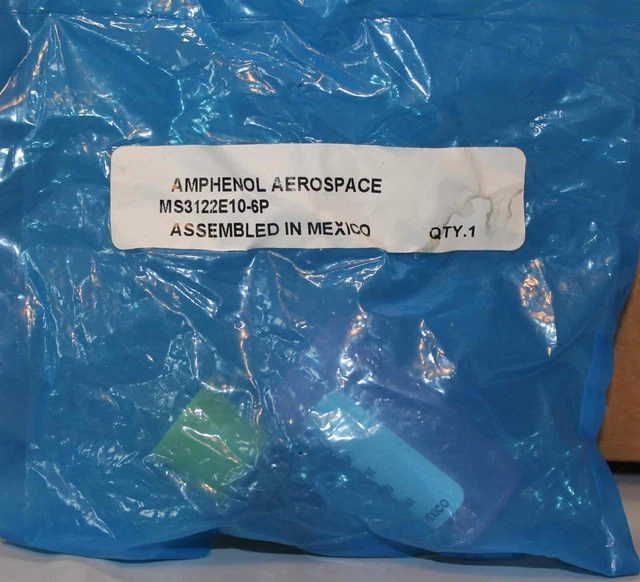 AMPHENOL AEROSPACE
MS3122E10-6P
ASSEMBLED IN MEXICO QTY.1